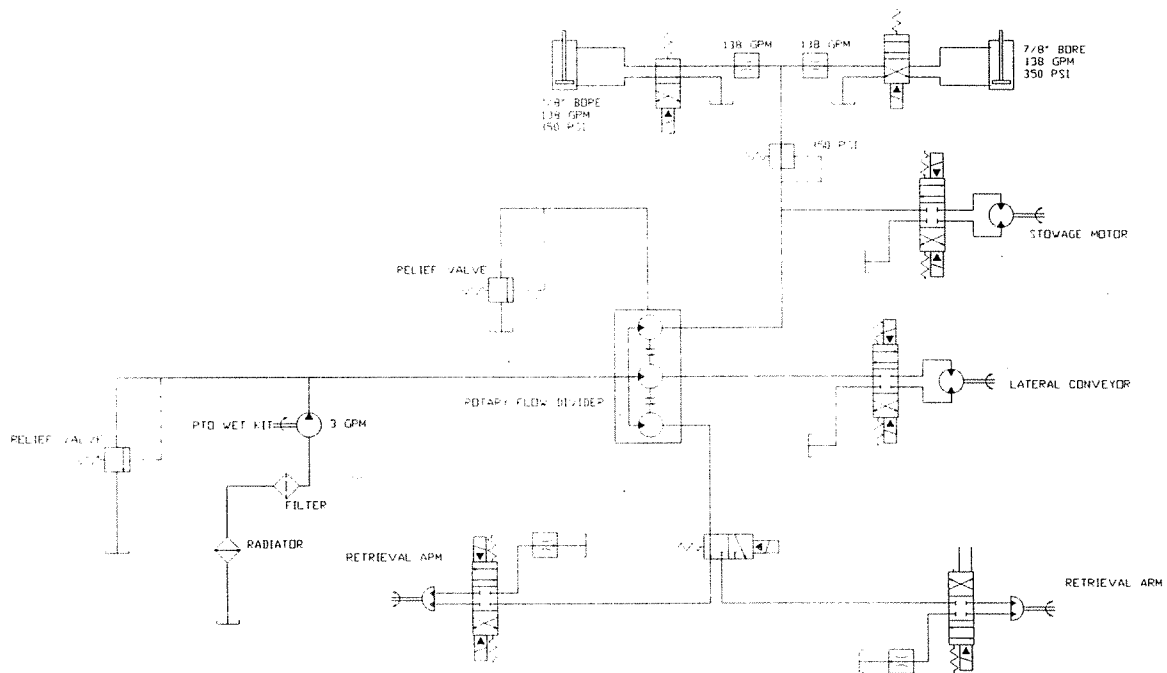 138 GPM
138 GPM
7/8" BORE
138 GPM
350 PSI
7/8" BORE
138 GPM
350 PSI
350 PSI
STOWAGE MOTOR
RELIEF VALVE
LATERAL CONVEYOR
ROTARY FLOW DIVIDER
PTO WET KIT
3 GPM
RELIEF VALVE
FILTER
RADIATOR
RETRIEVAL ARM
RETRIEVAL ARM